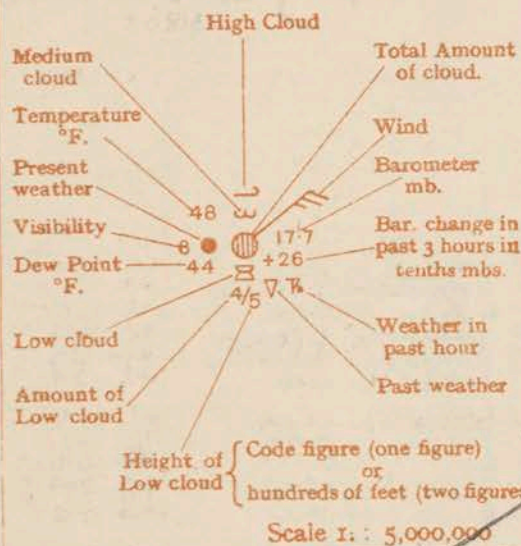 High Cloud
Medium
cloud
Total Amount
of cloud.
Temperature
°F.
Wind
Present
weather
Barometer
mb.
48
Visibility
8
17.7
Bar. change in
past 3 hours in
tenths mbs.
+26
Dew Point
°F.
44
4/5
Low cloud
Weather in
past hour
Amount of
Low cloud
Past weather
Height of
Low cloud
Code figure (one figure)
or
hundreds of feet (two figures
Scale 1: 5,000,000